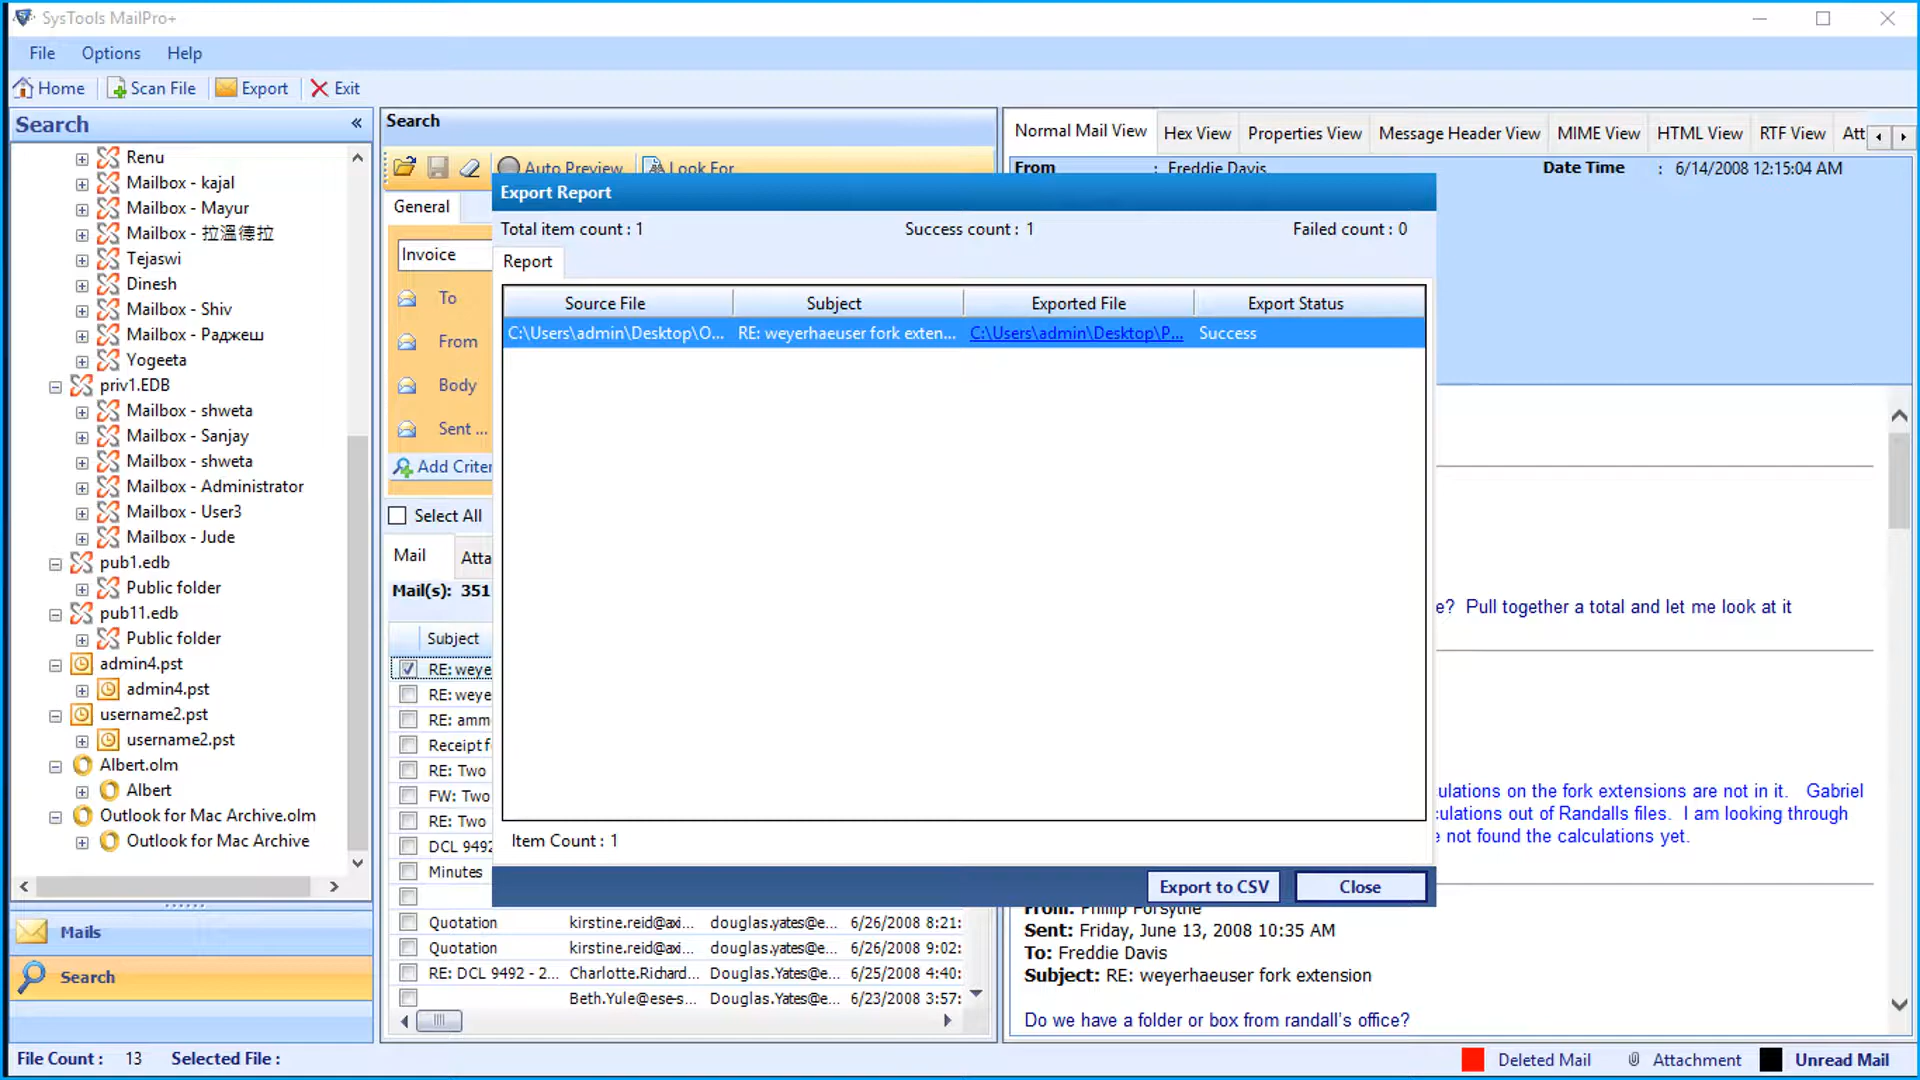 SysTools MailPro+
File Options Help
Home Scan File Export Exit
Search «
Renu
Mailbox - kajal
Mailbox - Mayur
Mailbox - 拉溫德拉
Tejaswi
Dinesh
Mailbox - Shiv
Mailbox - Раджеш
Yogeeta
priv1.EDB
Mailbox - shweta
Mailbox - Sanjay
Mailbox - shweta
Mailbox - Administrator
Mailbox - User3
Mailbox - Jude
pub1.edb
Public folder
pub11.edb
Public folder
admin4.pst
admin4.pst
username2.pst
username2.pst
Albert.olm
Albert
Outlook for Mac Archive.olm
Outlook for Mac Archive
Mails
Search
Search
Auto Preview Look For
General
Invoice
To
From
Body
Sent ...
Add Criter
Select All
Mail Atta
Mail(s): 351
Subject
RE: weye
RE: weye
RE: amm
Receipt f
RE: Two
FW: Two
RE: Two
DCL 9492
Minutes
Quotation kirstine.reid@axi... douglas.yates@e... 6/26/2008 8:21:
Quotation kirstine.reid@axi... douglas.yates@e... 6/26/2008 9:02:
RE: DCL 9492 - 2... Charlotte.Richard... Douglas.Yates@e... 6/25/2008 4:40:
Beth.Yule@ese-s... Douglas.Yates@e... 6/23/2008 3:57:
Export Report
Total item count : 1 Success count : 1 Failed count : 0
Report
Source File Subject Exported File Export Status
C:\Users\admin\Desktop\O... RE: weyerhaeuser fork exten... C:\Users\admin\Desktop\P... Success
Item Count : 1
Export to CSV Close
Normal Mail View Hex View Properties View Message Header View MIME View HTML View RTF View Att
From : Freddie Davis Date Time : 6/14/2008 12:15:04 AM
e? Pull together a total and let me look at it
ulations on the fork extensions are not in it. Gabriel
culations out of Randalls files. I am looking through
e not found the calculations yet.
From: Phillip Forsythe
Sent: Friday, June 13, 2008 10:35 AM
To: Freddie Davis
Subject: RE: weyerhaeuser fork extension
Do we have a folder or box from randall's office?
File Count : 13 Selected File :
Deleted Mail Attachment Unread Mail